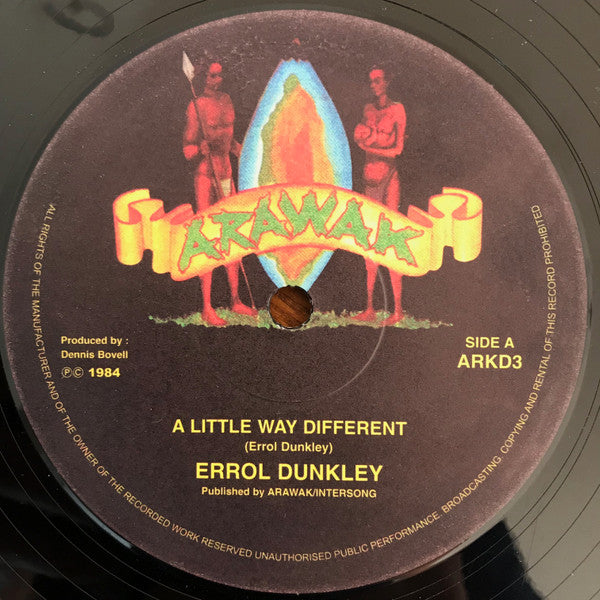 ARAWAK
Produced by :
Dennis Bovell
℗© 1984
SIDE A
ARKD3
A LITTLE WAY DIFFERENT
(Errol Dunkley)
ERROL DUNKLEY
Published by ARAWAK/INTERSONG
ALL RIGHTS OF THE MANUFACTURER AND OF THE OWNER OF THE RECORDED WORK RESERVED UNAUTHORISED PUBLIC PERFORMANCE. BROADCASTING. COPYING AND RENTAL OF THIS RECORD PROHIBITED